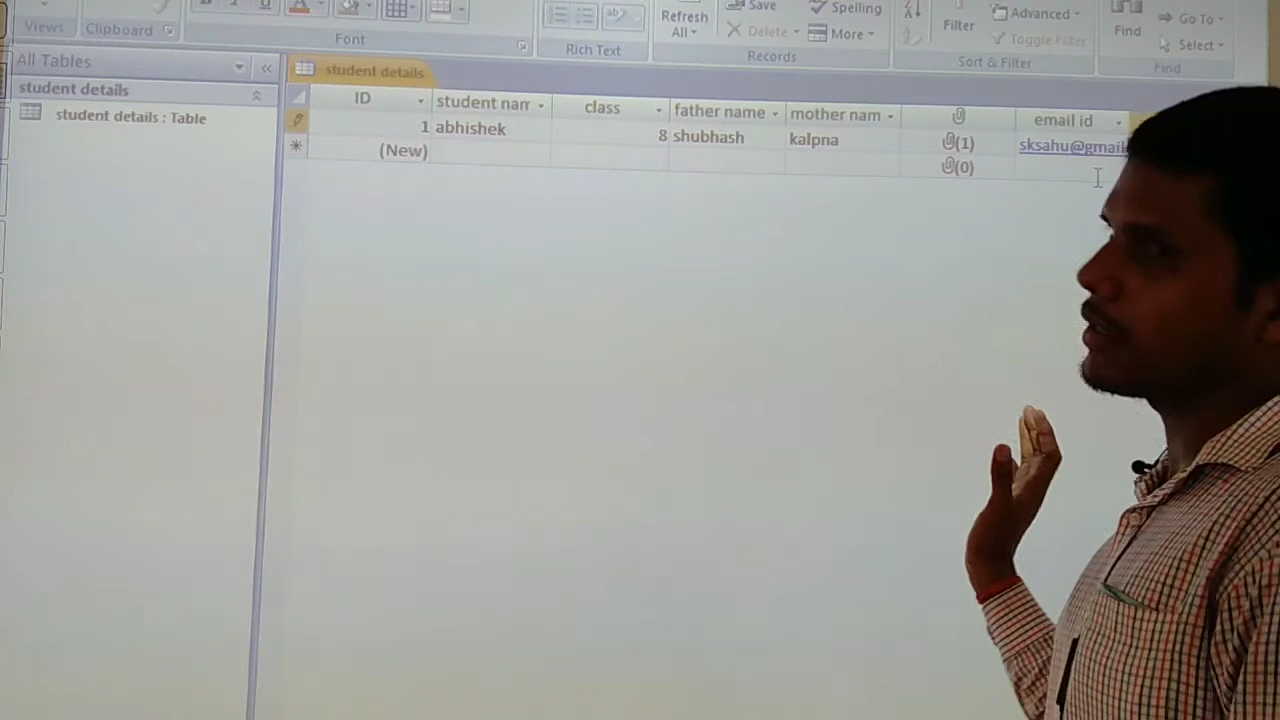 Views
Clipboard
Font
Rich Text
Refresh
All
Save
Delete
Spelling
More
Records
Filter
Advanced
Toggle Filter
Sort & Filter
Find
Go To
Select
Find
All Tables
student details
student details : Table
student details
ID student nam class father name mother nam email id
1 abhishek 8 shubhash kalpna (1) sksahu@gmail
(New) (0)